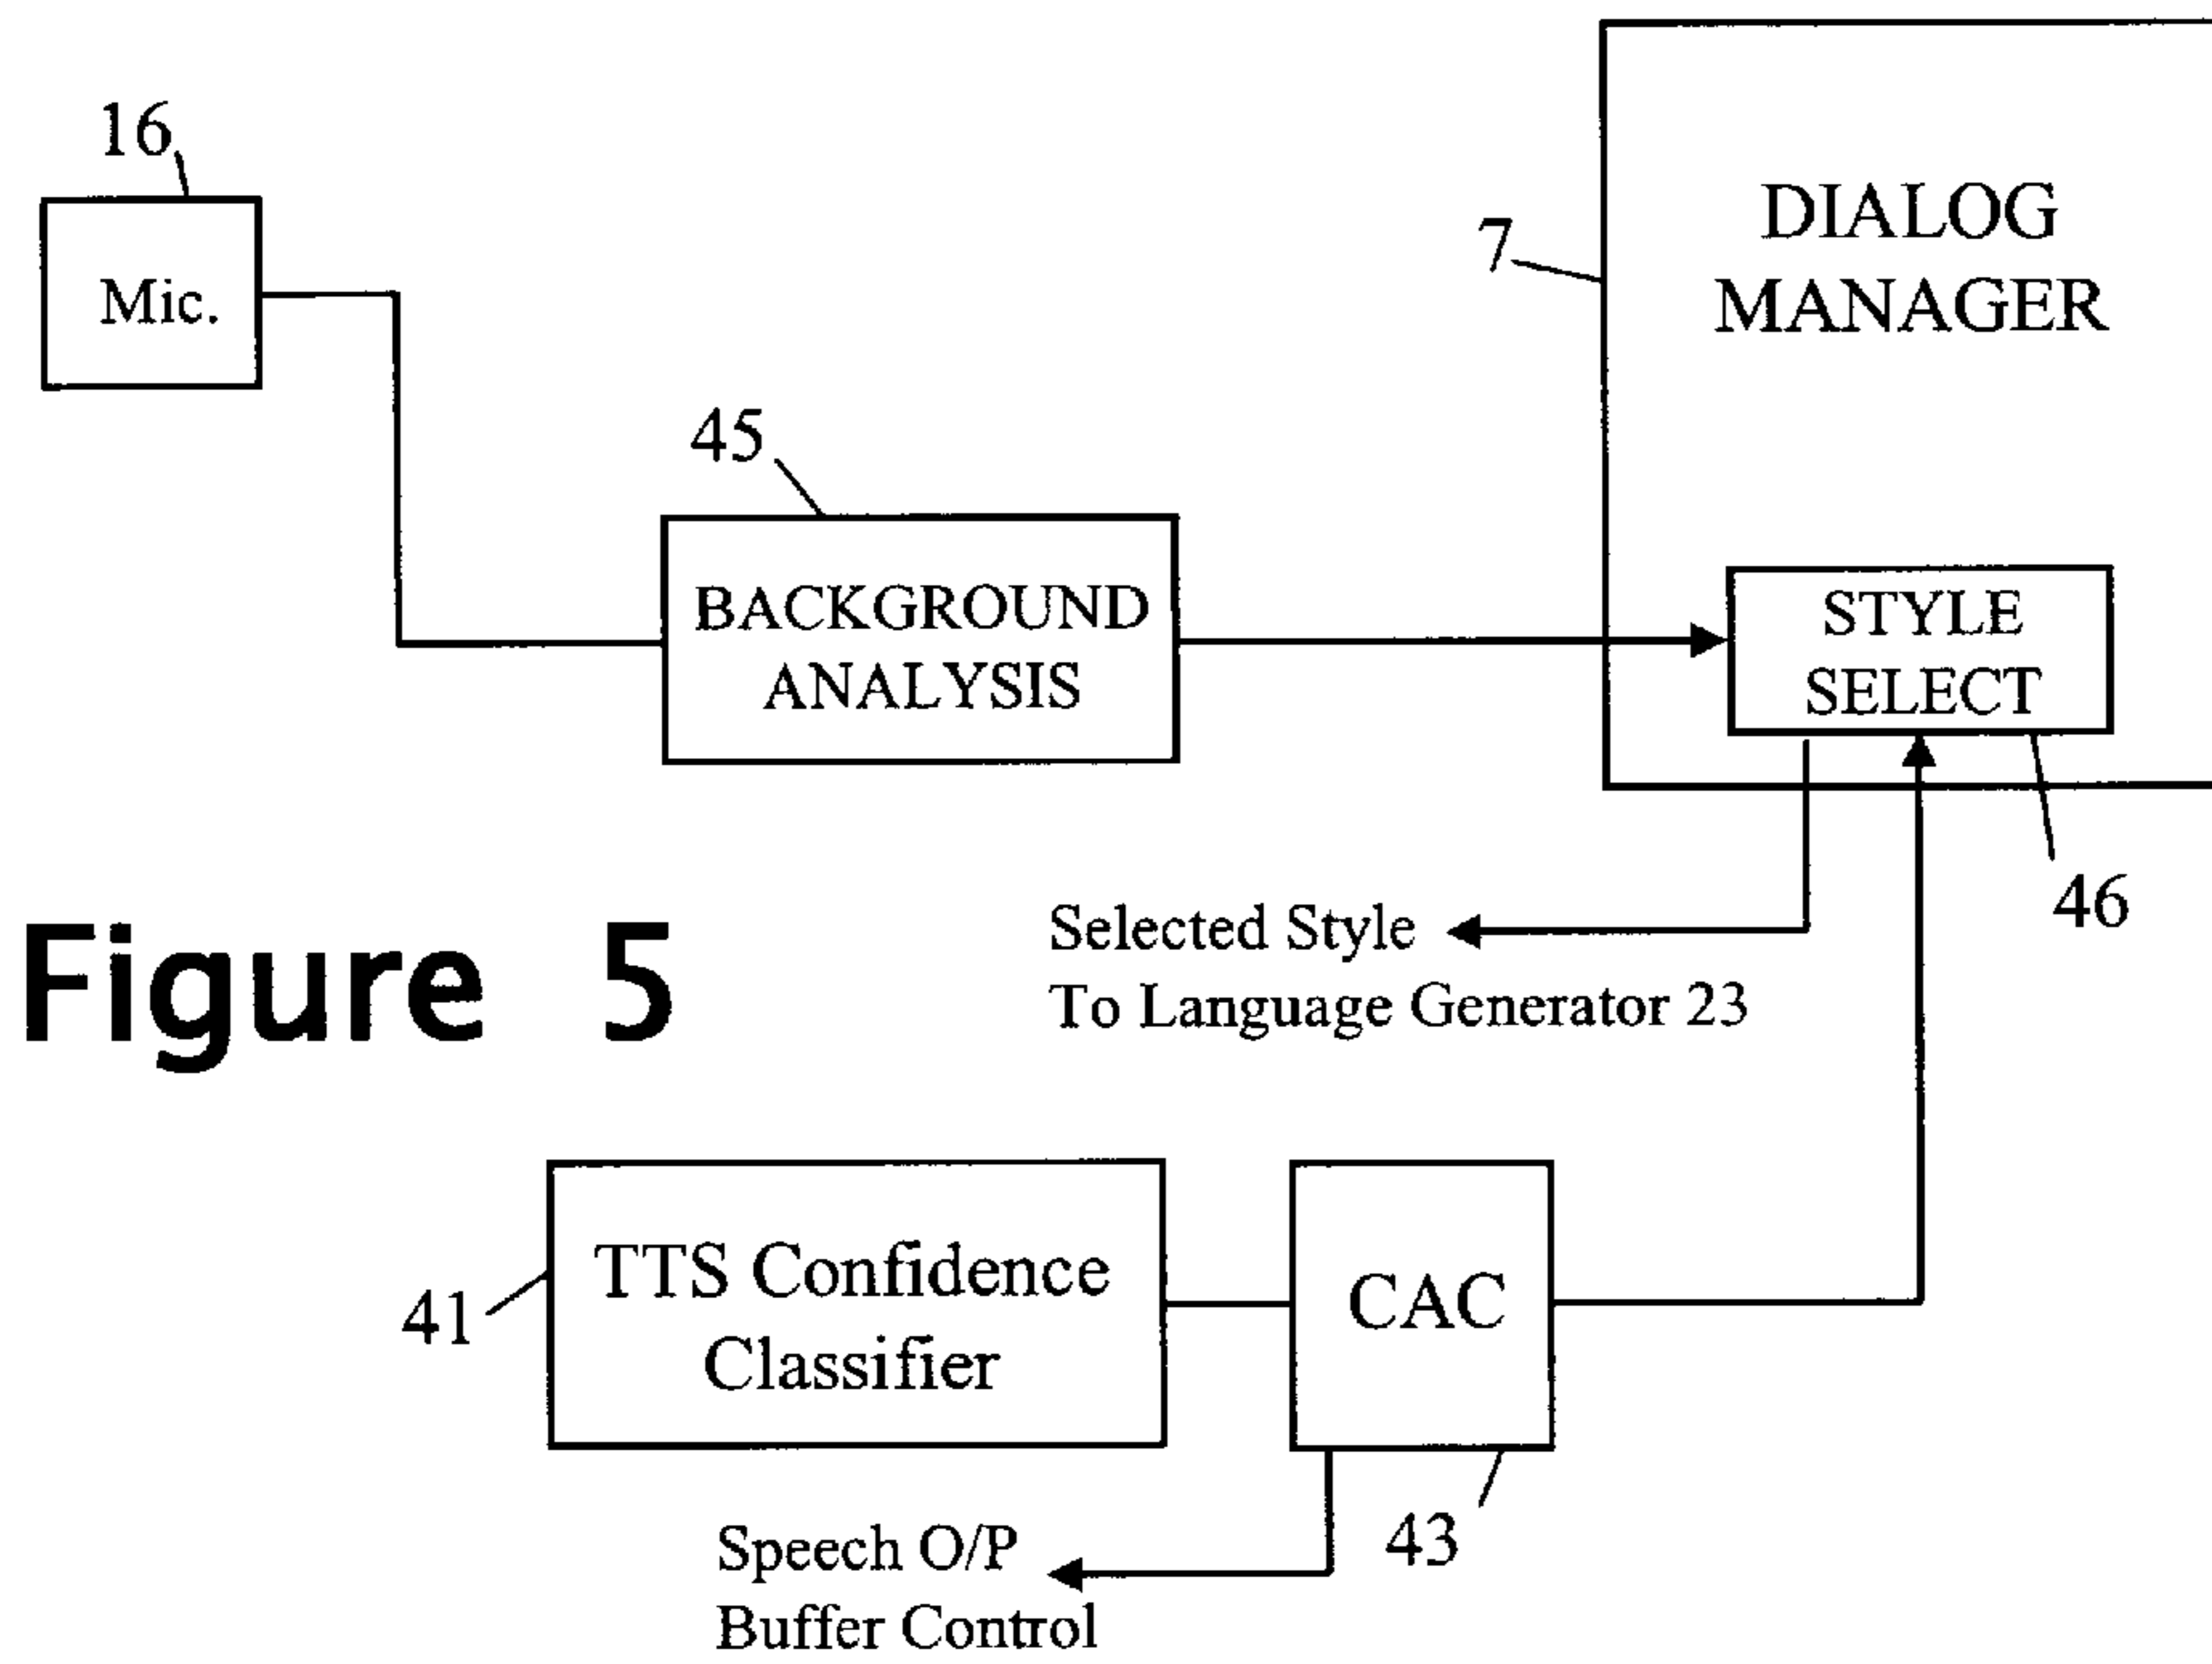 16
Mic.
7
DIALOG
MANAGER
45
BACKGROUND
ANALYSIS
STYLE
SELECT
46
Selected Style
To Language Generator 23
Figure 5
41
TTS Confidence
Classifier
CAC
43
Speech O/P
Buffer Control